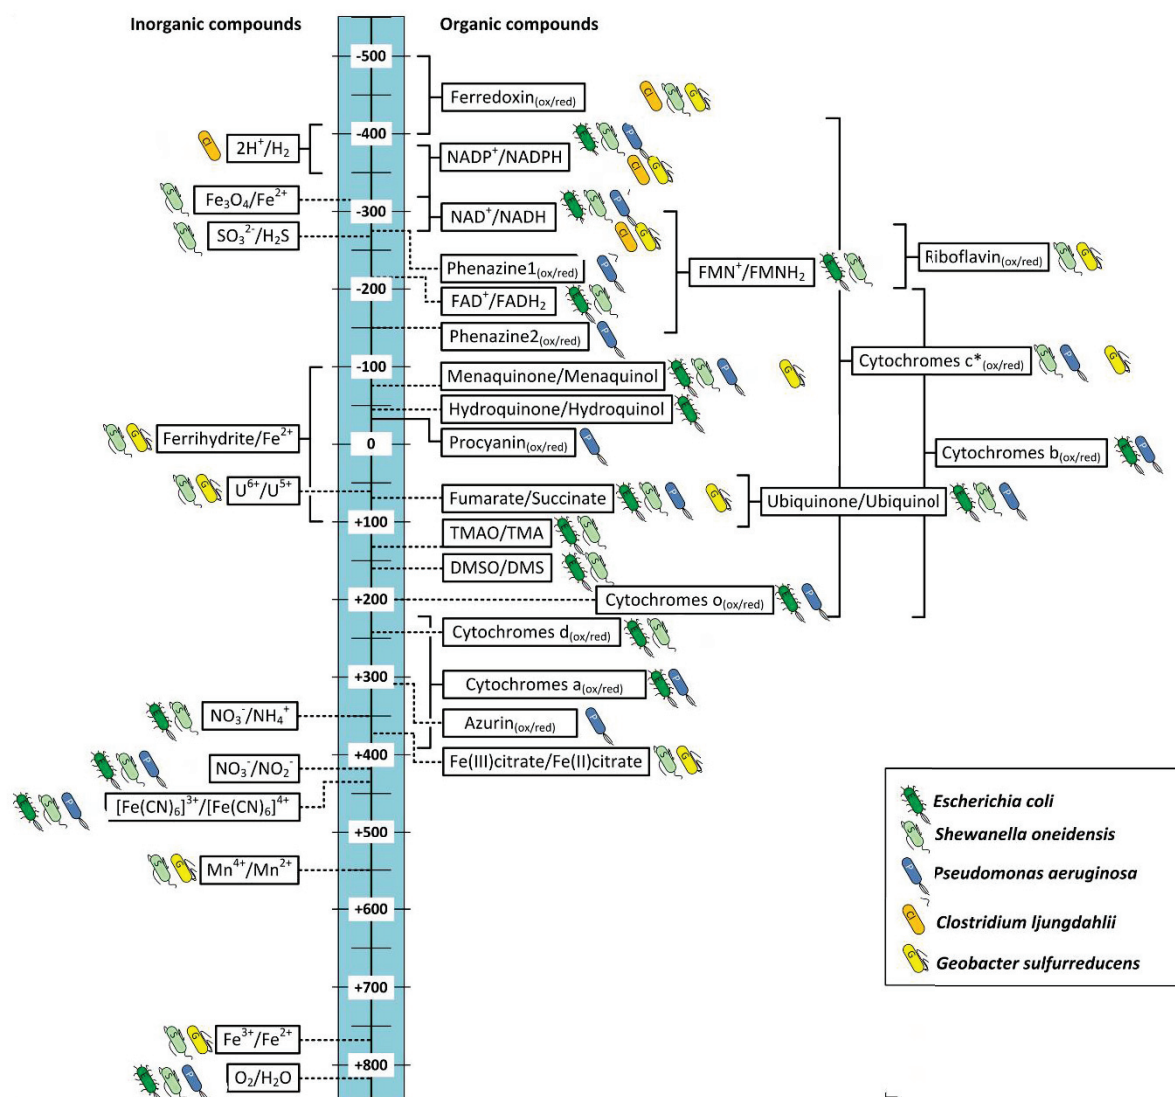 Inorganic compounds
Organic compounds
-500
-400
-300
-200
-100
0
+100
+200
+300
+400
+500
+600
+700
+800
2H⁺/H₂
Fe₃O₄/Fe²⁺
SO₃²⁻/H₂S
Ferrihydrite/Fe²⁺
U⁶⁺/U⁵⁺
NO₃⁻/NH₄⁺
NO₃⁻/NO₂⁻
[Fe(CN)₆]³⁺/[Fe(CN)₆]⁴⁺
Mn⁴⁺/Mn²⁺
Fe³⁺/Fe²⁺
O₂/H₂O
Ferredoxin(ox/red)
NADP⁺/NADPH
NAD⁺/NADH
Phenazine1(ox/red)
FAD⁺/FADH₂
Phenazine2(ox/red)
Menaquinone/Menaquinol
Hydroquinone/Hydroquinol
Procyanin(ox/red)
Fumarate/Succinate
TMAO/TMA
DMSO/DMS
Cytochromes o(ox/red)
Cytochromes d(ox/red)
Cytochromes a(ox/red)
Azurin(ox/red)
Fe(III)citrate/Fe(II)citrate
FMN⁺/FMNH₂
Ubiquinone/Ubiquinol
Riboflavin(ox/red)
Cytochromes c*(ox/red)
Cytochromes b(ox/red)
Escherichia coli
S Shewanella oneidensis
P Pseudomonas aeruginosa
Cl Clostridium ljungdahlii
G Geobacter sulfurreducens